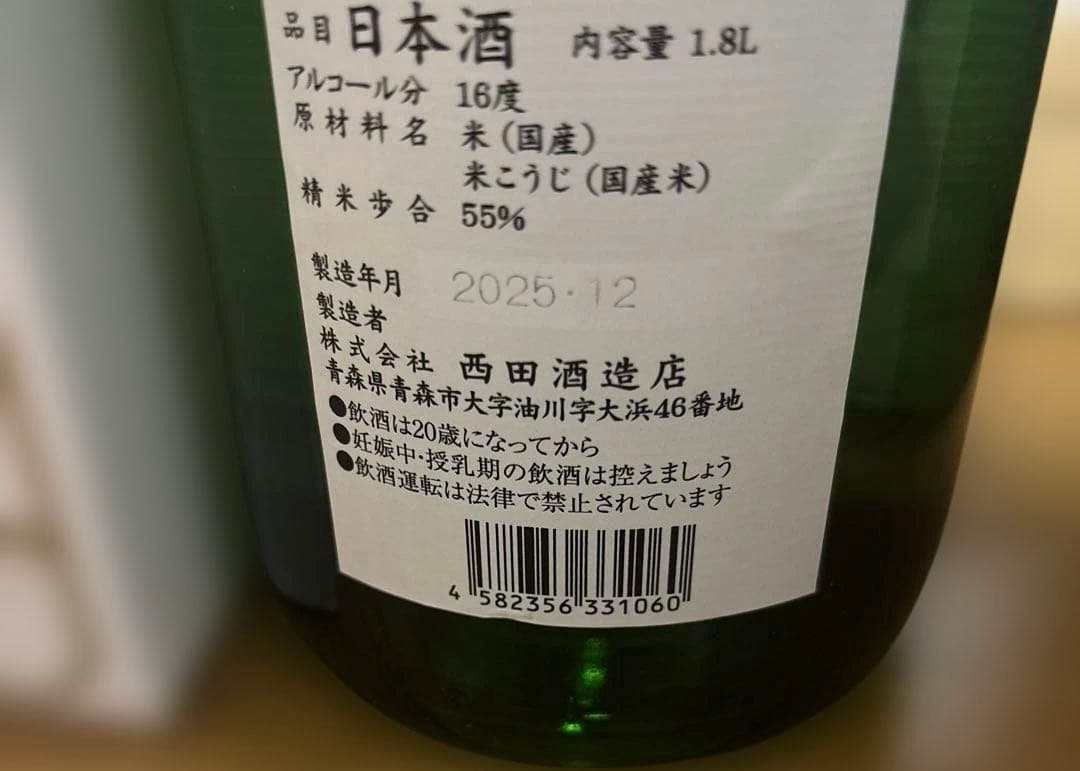 品目 日本酒 内容量 1.8L
アルコール分 16度
原材料名 米（国産）
米こうじ（国産米）
精米歩合 55%
製造年月 2025・12
製造者
株式会社 西田酒造店
青森県青森市大字油川字大浜46番地
●飲酒は20歳になってから
●妊娠中・授乳期の飲酒は控えましょう
●飲酒運転は法律で禁止されています
4 582356 331060